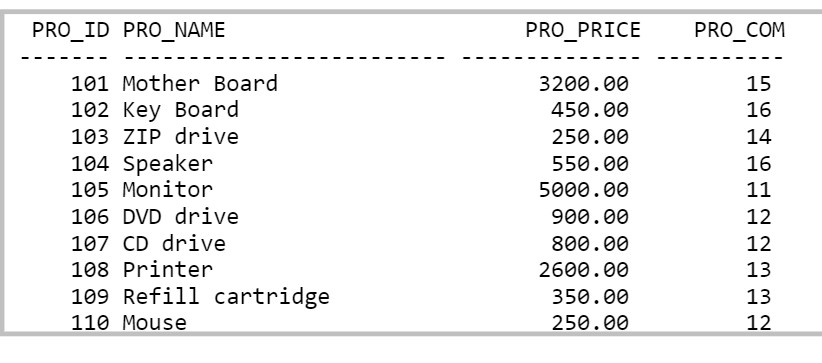 PRO_ID PRO_NAME                       PRO_PRICE    PRO_COM
------- ------------------------- -------------- ----------
    101 Mother Board                    3200.00         15
    102 Key Board                        450.00         16
    103 ZIP drive                        250.00         14
    104 Speaker                          550.00         16
    105 Monitor                         5000.00         11
    106 DVD drive                        900.00         12
    107 CD drive                         800.00         12
    108 Printer                         2600.00         13
    109 Refill cartridge                 350.00         13
    110 Mouse                            250.00         12